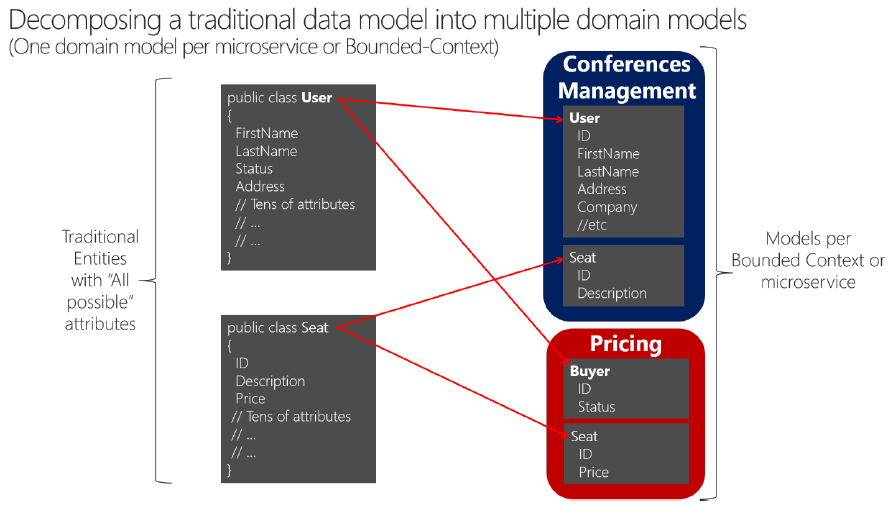 Decomposing a traditional data model into multiple domain models
(One domain model per microservice or Bounded-Context)
Traditional
Entities
with “All
possible”
attributes
public class User
{
FirstName
LastName
Status
Address
// Tens of attributes
// ...
// ...
}
public class Seat
{
ID
Description
Price
// Tens of attributes
// ...
// ...
}
Conferences
Management
User
ID
FirstName
LastName
Address
Company
//etc
Seat
ID
Description
Pricing
Buyer
ID
Status
Seat
ID
Price
Models per
Bounded Context or
microservice